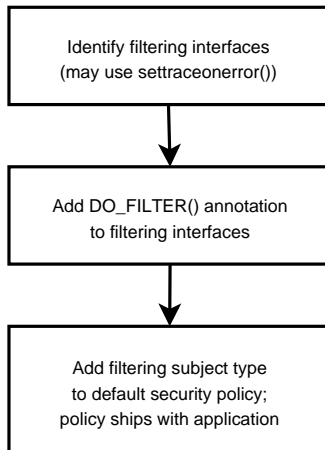 Identify filtering interfaces
(may use settraceonerror())
Add DO_FILTER() annotation
to filtering interfaces
Add filtering subject type
to default security policy;
policy ships with application